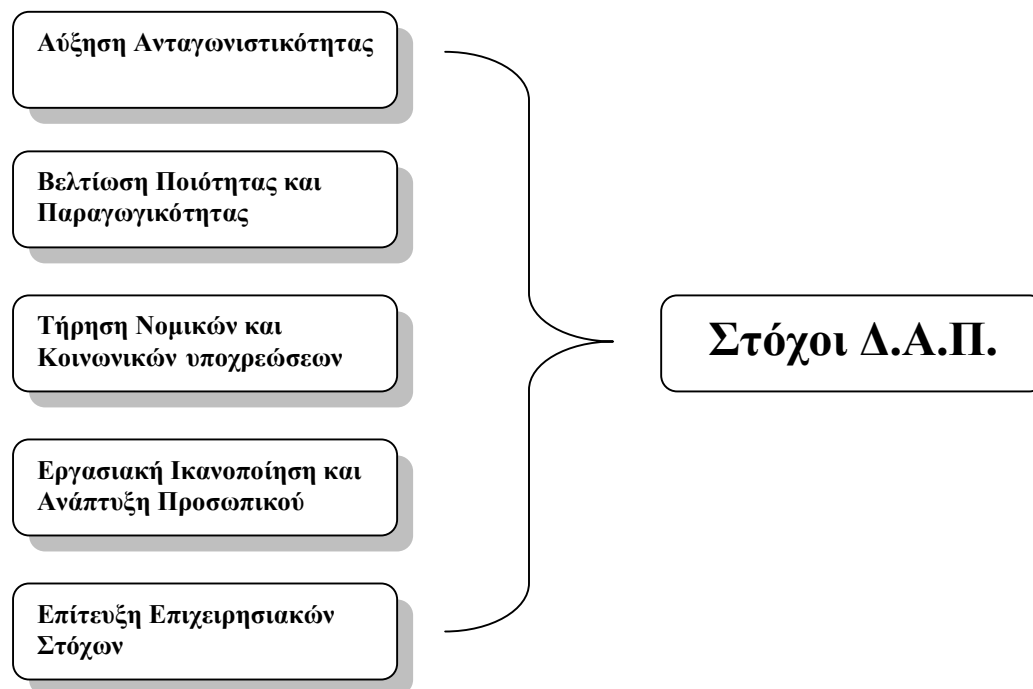 Αύξηση Ανταγωνιστικότητας
Βελτίωση Ποιότητας και
Παραγωγικότητας
Τήρηση Νομικών και
Κοινωνικών υποχρεώσεων
Εργασιακή Ικανοποίηση και
Ανάπτυξη Προσωπικού
Επίτευξη Επιχειρησιακών
Στόχων
Στόχοι Δ.Α.Π.